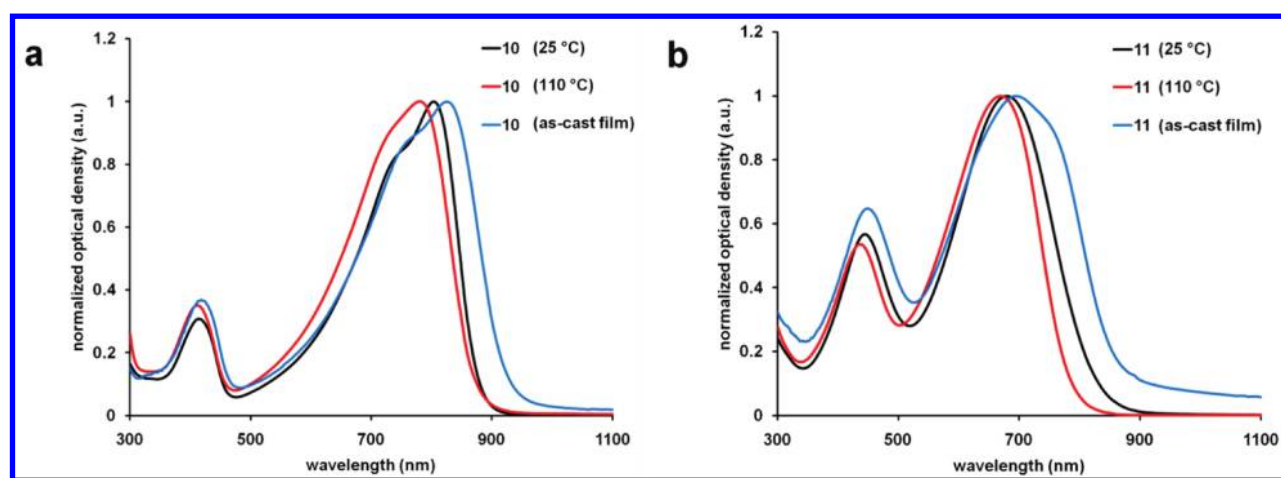 a
1.2
1
0.8
0.6
0.4
0.2
0
normalized optical density (a.u.)
10 (25 °C)
10 (110 °C)
10 (as-cast film)
300 500 700 900 1100
wavelength (nm)
b
1.2
1
0.8
0.6
0.4
0.2
0
normalized optical density (a.u.)
11 (25 °C)
11 (110 °C)
11 (as-cast film)
300 500 700 900 1100
wavelength (nm)